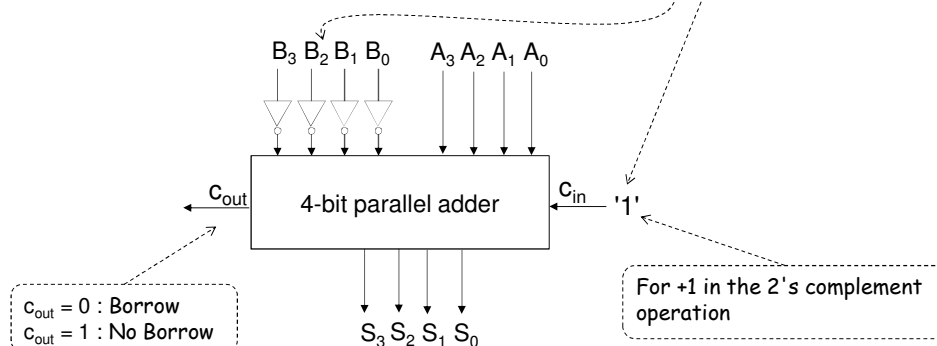 B3 B2 B1 B0 A3 A2 A1 A0
cout 4-bit parallel adder cin '1'
cout = 0 : Borrow
cout = 1 : No Borrow
For +1 in the 2's complement
operation
S3 S2 S1 S0